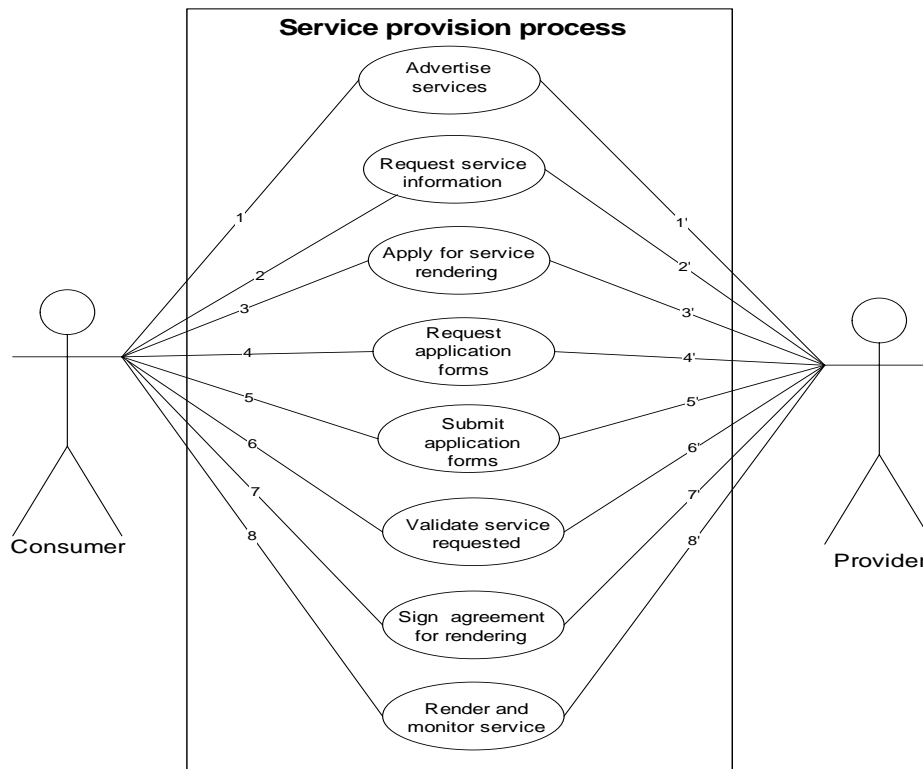 Service provision process
Advertise
services
Request service
information
1
1'
2
2'
Apply for service
rendering
3
3'
Request
application
forms
4
4'
5
5'
Submit
application
forms
6
6'
7
7'
Validate service
requested
8
8'
Consumer
Provider
Sign agreement
for rendering
Render and
monitor service